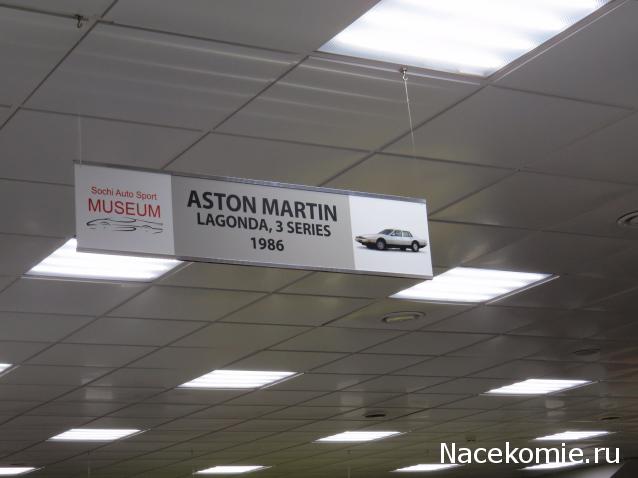 Sochi Auto Sport
MUSEUM
ASTON MARTIN
LAGONDA, 3 SERIES
1986
Nacekomie.ru